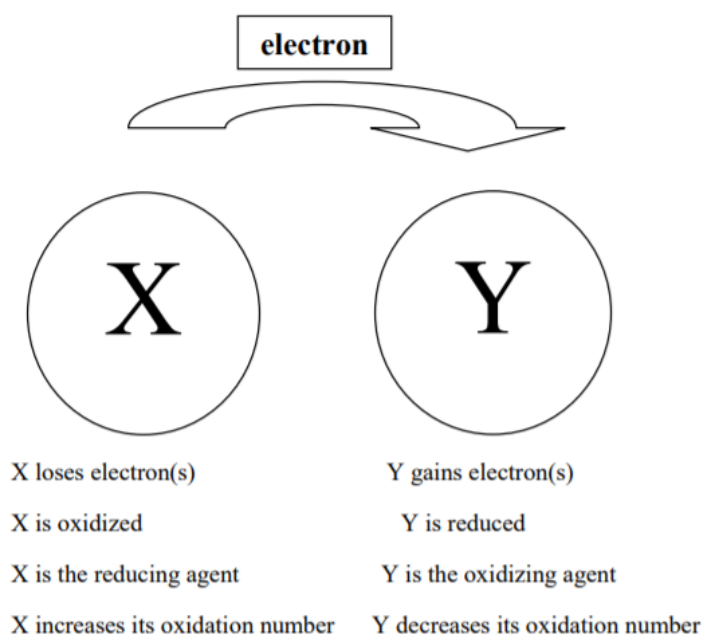 electron
X
Y
X loses electron(s)
Y gains electron(s)
X is oxidized
Y is reduced
X is the reducing agent
Y is the oxidizing agent
X increases its oxidation number
Y decreases its oxidation number